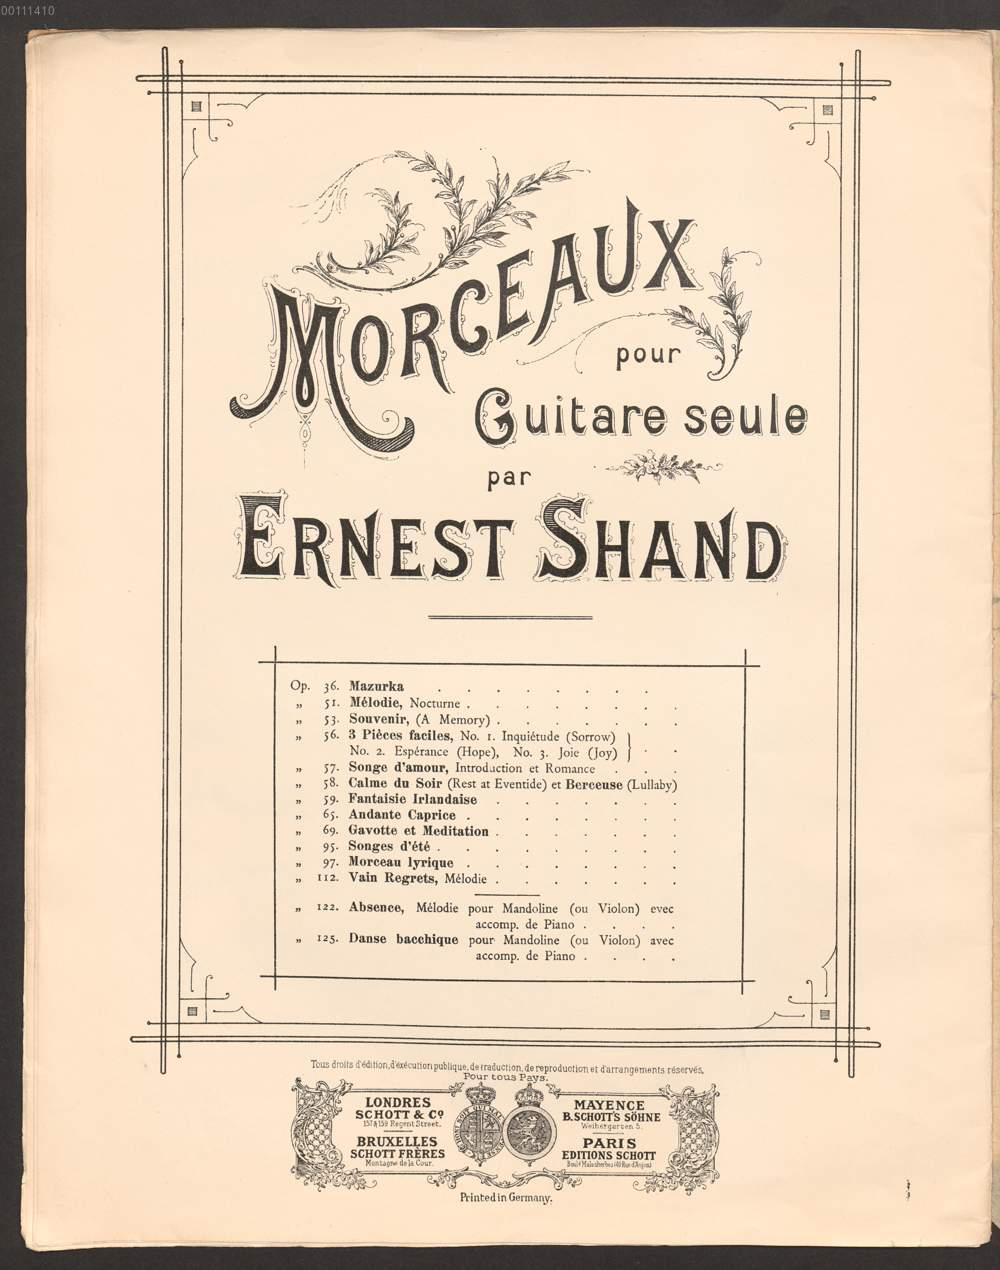 00111410
MORCEAUX
pour
Guitare seule
par
ERNEST SHAND
Op. 36. Mazurka . . . . . . . .
„ 51. Mélodie, Nocturne . . . . . . . .
„ 53. Souvenir, (A Memory) . . . . . . .
„ 56. 3 Pièces faciles, No. 1. Inquiétude (Sorrow)
No. 2. Espérance (Hope), No. 3. Joie (Joy) . .
„ 57. Songe d'amour, Introduction et Romance . . .
„ 58. Calme du Soir (Rest at Eventide) et Berceuse (Lullaby)
„ 59. Fantaisie Irlandaise . . . . . . .
„ 65. Andante Caprice . . . . . . . .
„ 69. Gavotte et Meditation . . . . . . .
„ 95. Songes d'été . . . . . . . . .
„ 97. Morceau lyrique . . . . . . . .
„ 112. Vain Regrets, Mélodie . . . . . . .
„ 122. Absence, Mélodie pour Mandoline (ou Violon) evec
accomp. de Piano . . . .
„ 125. Danse bacchique pour Mandoline (ou Violon) avec
accomp. de Piano . . . .
Tous droits d'édition, d'éxécution publique, de traduction, de reproduction et d'arrangements réservés,
Pour tous Pays.
LONDRES
SCHOTT & Co
157 & 159 Regent Street.
BRUXELLES
SCHOTT FRÈRES
Montagne de la Cour.
MAYENCE
B. SCHOTT'S SÖHNE
Weihergarten 5.
PARIS
EDITIONS SCHOTT
Printed in Germany.